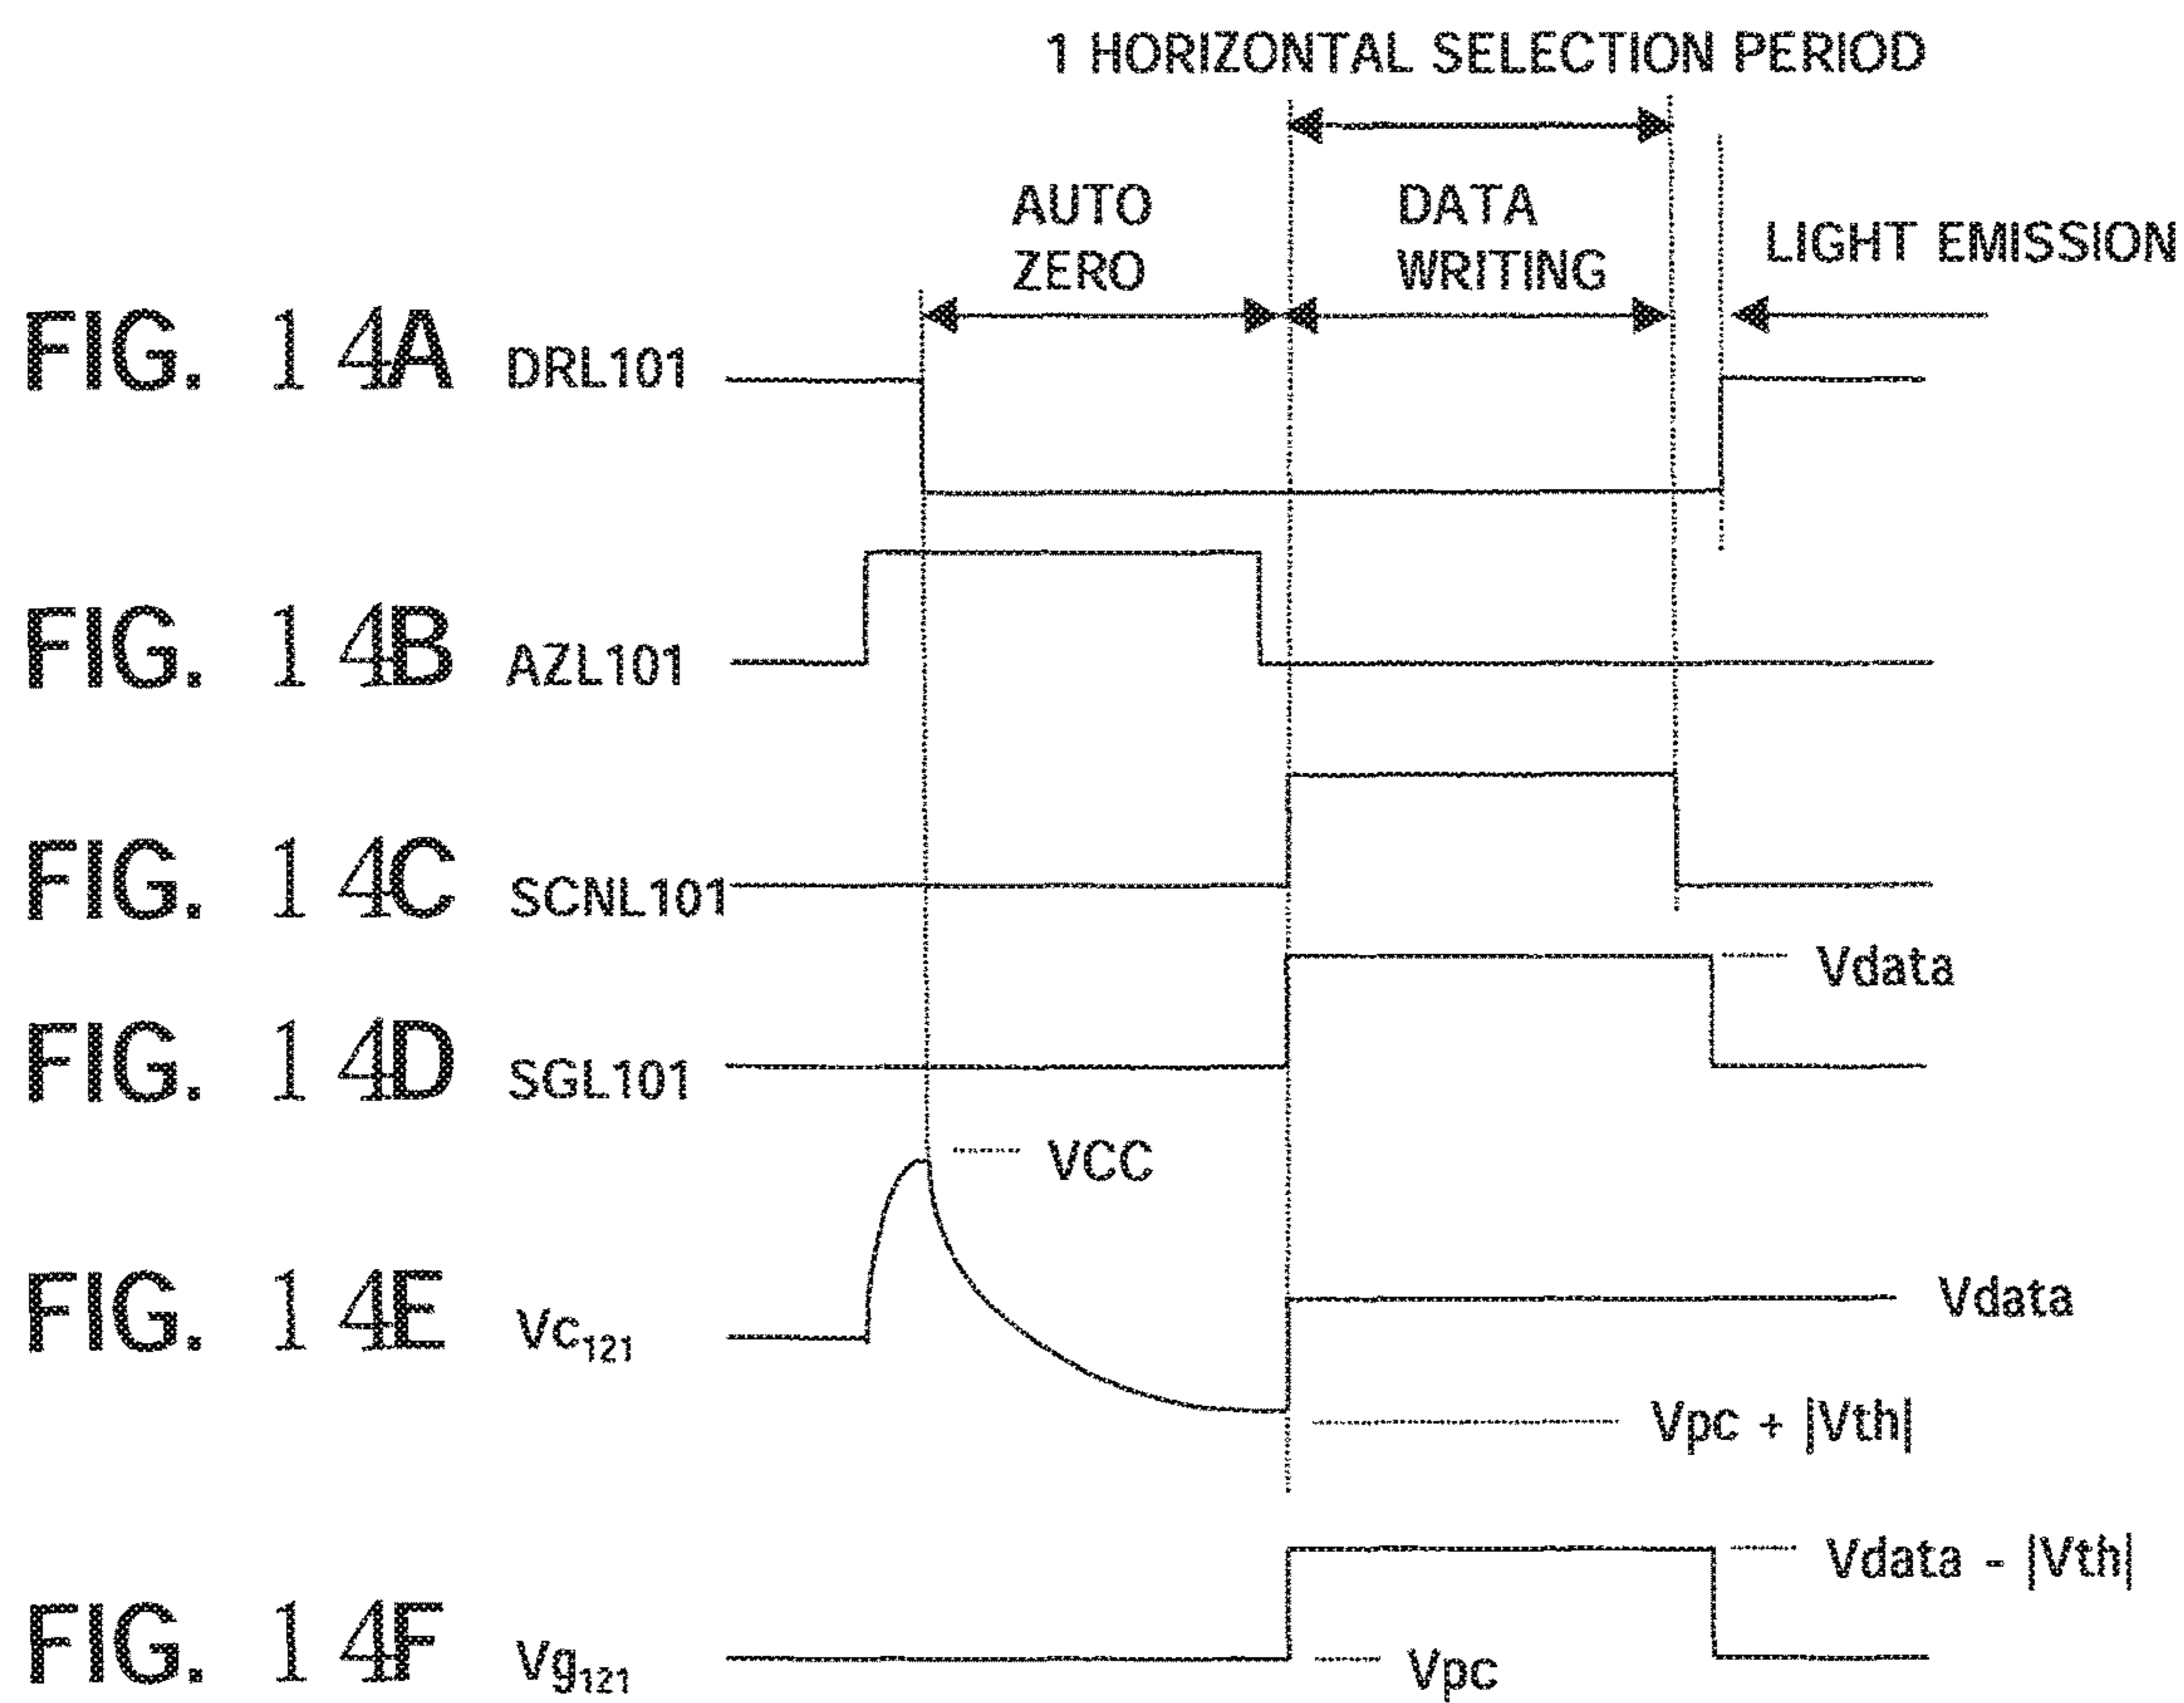 1 HORIZONTAL SELECTION PERIOD
AUTO ZERO
DATA WRITING
LIGHT EMISSION
FIG. 14A DRL101
FIG. 14B AZL101
FIG. 14C SCNL101
Vdata
FIG. 14D SGL101
VCC
FIG. 14E Vc121
Vdata
Vpc + |Vth|
Vdata - |Vth|
FIG. 14F Vg121
Vpc